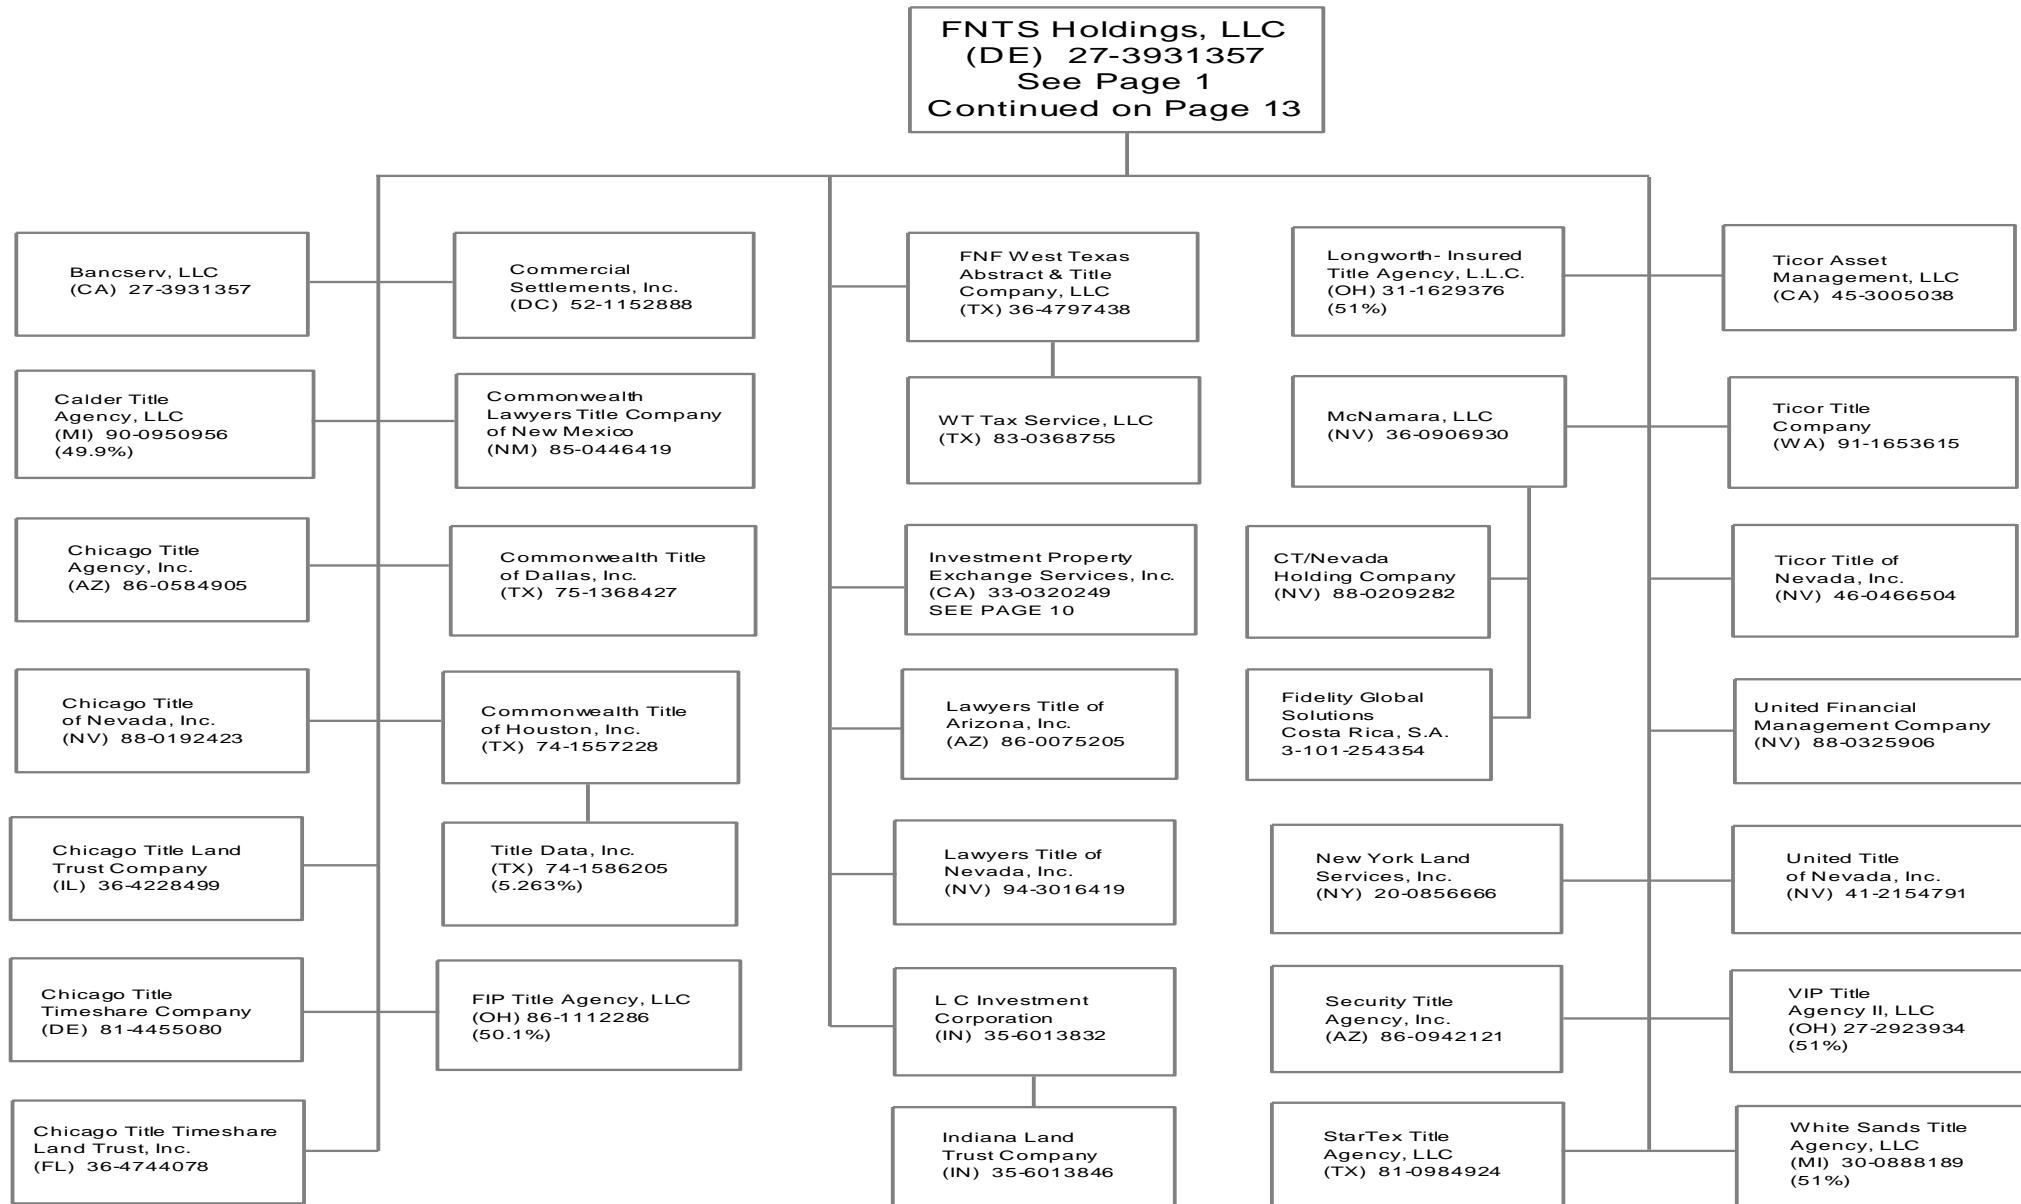 FNTS Holdings, LLC
(DE) 27-3931357
See Page 1
Continued on Page 13
Bancserv, LLC
(CA) 27-3931357
Calder Title
Agency, LLC
(MI) 90-0950956
(49.9%)
Chicago Title
Agency, Inc.
(AZ) 86-0584905
Chicago Title
of Nevada, Inc.
(NV) 88-0192423
Chicago Title Land
Trust Company
(IL) 36-4228499
Chicago Title
Timeshare Company
(DE) 81-4455080
Chicago Title Timeshare
Land Trust, Inc.
(FL) 36-4744078
Commercial
Settlements, Inc.
(DC) 52-1152888
Commonwealth
Lawyers Title Company
of New Mexico
(NM) 85-0446419
Commonwealth Title
of Dallas, Inc.
(TX) 75-1368427
Commonwealth Title
of Houston, Inc.
(TX) 74-1557228
Title Data, Inc.
(TX) 74-1586205
(5.263%)
FIP Title Agency, LLC
(OH) 86-1112286
(50.1%)
FNF West Texas
Abstract & Title
Company, LLC
(TX) 36-4797438
WT Tax Service, LLC
(TX) 83-0368755
Investment Property
Exchange Services, Inc.
(CA) 33-0320249
SEE PAGE 10
Lawyers Title of
Arizona, Inc.
(AZ) 86-0075205
Lawyers Title of
Nevada, Inc.
(NV) 94-3016419
L C Investment
Corporation
(IN) 35-6013832
Indiana Land
Trust Company
(IN) 35-6013846
Longworth- Insured
Title Agency, L.L.C.
(OH) 31-1629376
(51%)
McNamara, LLC
(NV) 36-0906930
CT/Nevada
Holding Company
(NV) 88-0209282
Fidelity Global
Solutions
Costa Rica, S.A.
3-101-254354
New York Land
Services, Inc.
(NY) 20-0856666
Security Title
Agency, Inc.
(AZ) 86-0942121
StarTex Title
Agency, LLC
(TX) 81-0984924
Ticor Asset
Management, LLC
(CA) 45-3005038
Ticor Title
Company
(WA) 91-1653615
Ticor Title of
Nevada, Inc.
(NV) 46-0466504
United Financial
Management Company
(NV) 88-0325906
United Title
of Nevada, Inc.
(NV) 41-2154791
VIP Title
Agency II, LLC
(OH) 27-2923934
(51%)
White Sands Title
Agency, LLC
(MI) 30-0888189
(51%)